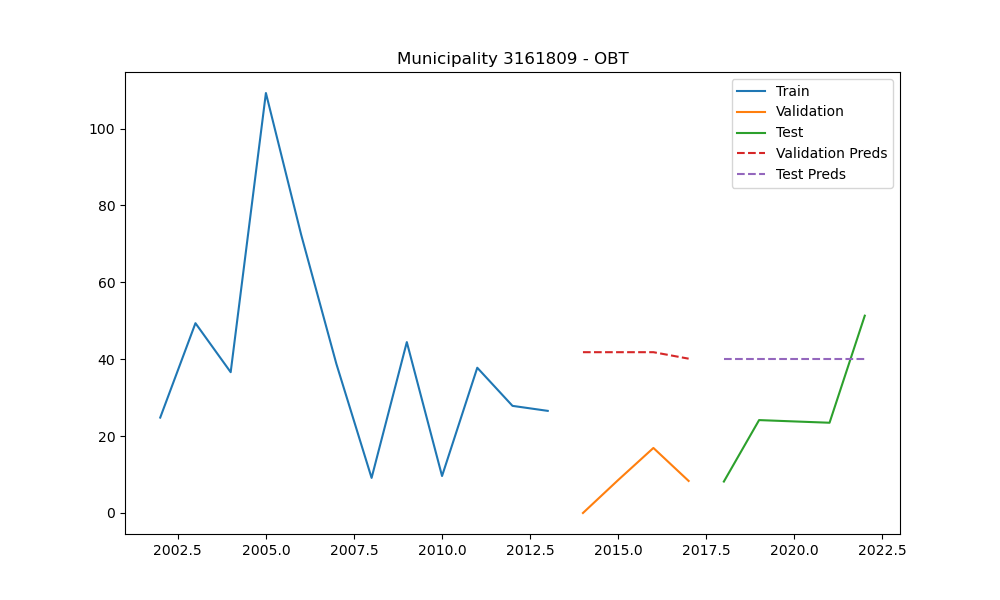 Municipality 3161809 - OBT
Train
Validation
Test
Validation Preds
Test Preds
100
80
60
40
20
0
2002.5 2005.0 2007.5 2010.0 2012.5 2015.0 2017.5 2020.0 2022.5